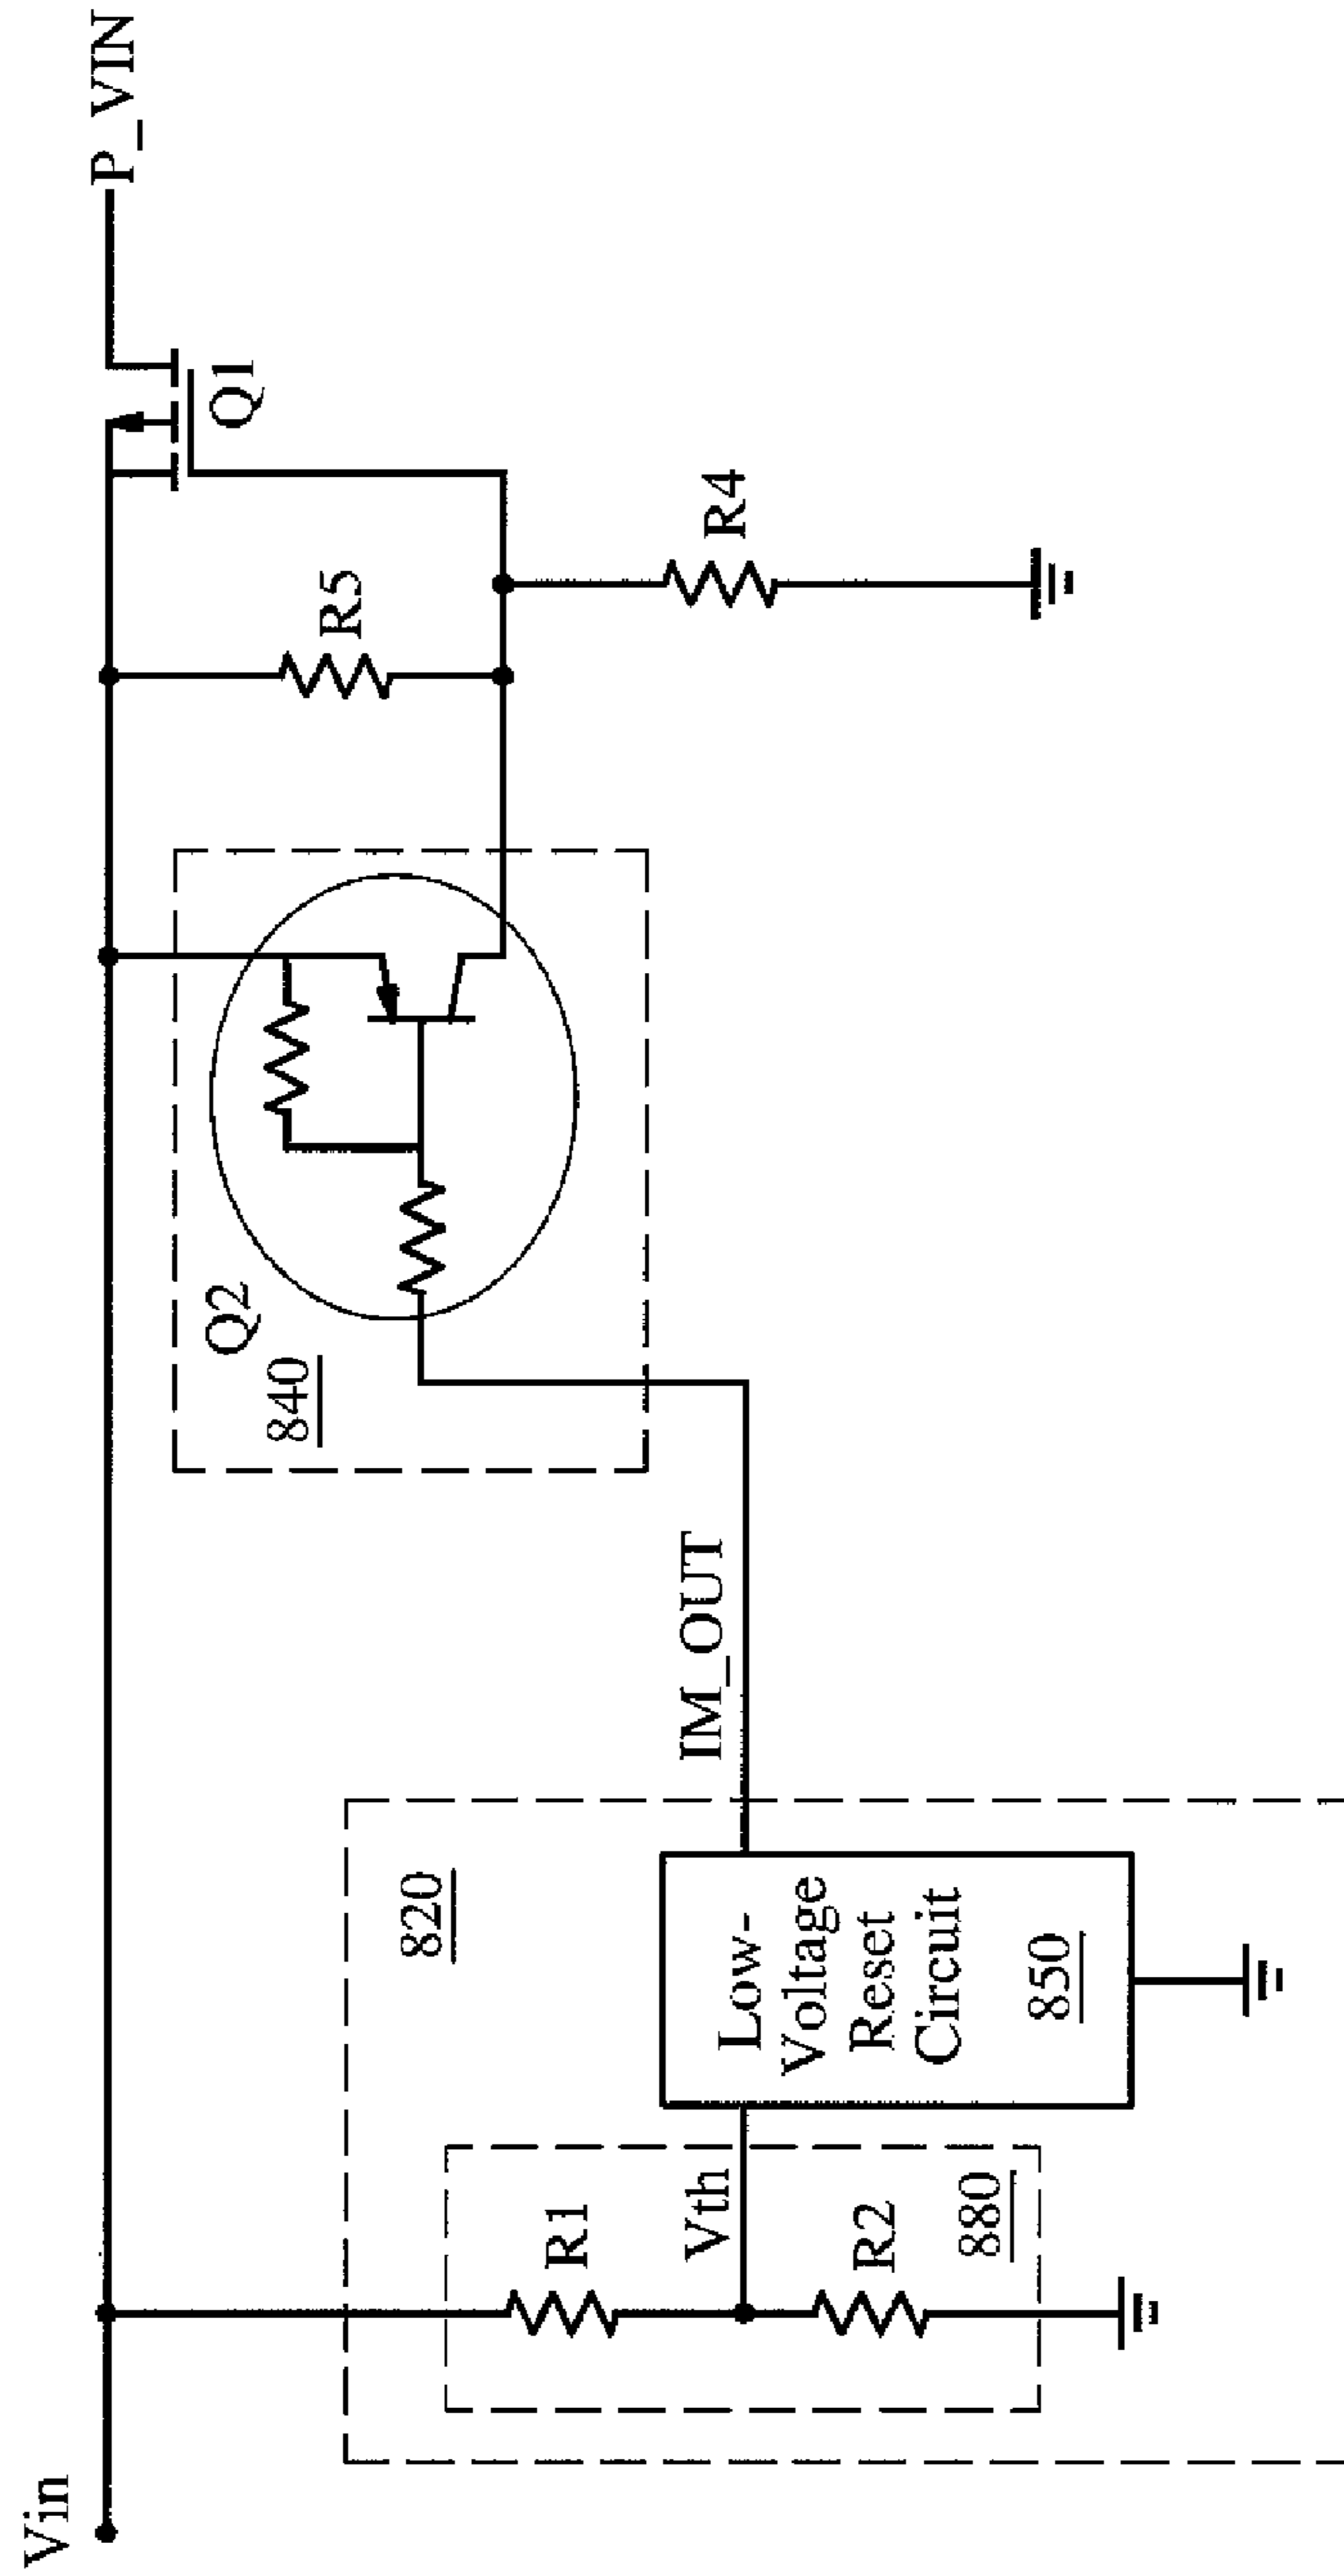 Vin
P_VIN
Q1
R5
R4
Q2
840
IM_OUT
820
Low-
Voltage
Reset
Circuit
850
R1
Vth
R2
880